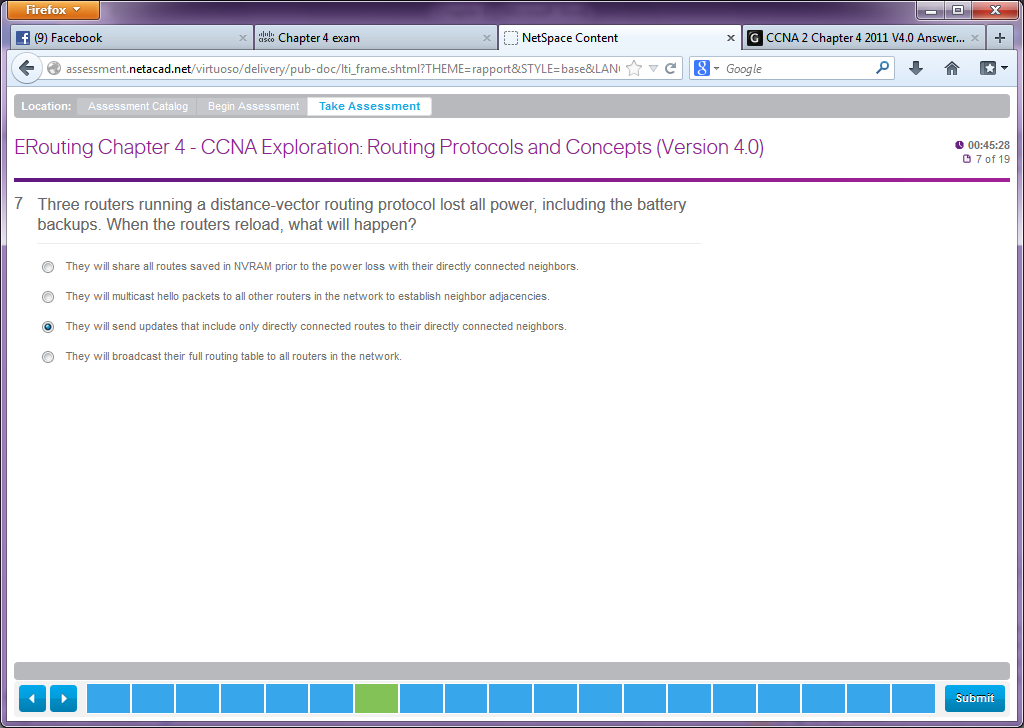 Firefox
(9) Facebook
cisco Chapter 4 exam
NetSpace Content
G CCNA 2 Chapter 4 2011 V4.0 Answer...
assessment.netacad.net/virtuoso/delivery/pub-doc/lti_frame.shtml?THEME=rapport&STYLE=base&LAN
8 Google
Location: Assessment Catalog Begin Assessment Take Assessment
ERouting Chapter 4 - CCNA Exploration: Routing Protocols and Concepts (Version 4.0)
00:45:28
7 of 19
7 Three routers running a distance-vector routing protocol lost all power, including the battery
backups. When the routers reload, what will happen?
They will share all routes saved in NVRAM prior to the power loss with their directly connected neighbors.
They will multicast hello packets to all other routers in the network to establish neighbor adjacencies.
They will send updates that include only directly connected routes to their directly connected neighbors.
They will broadcast their full routing table to all routers in the network.
Submit